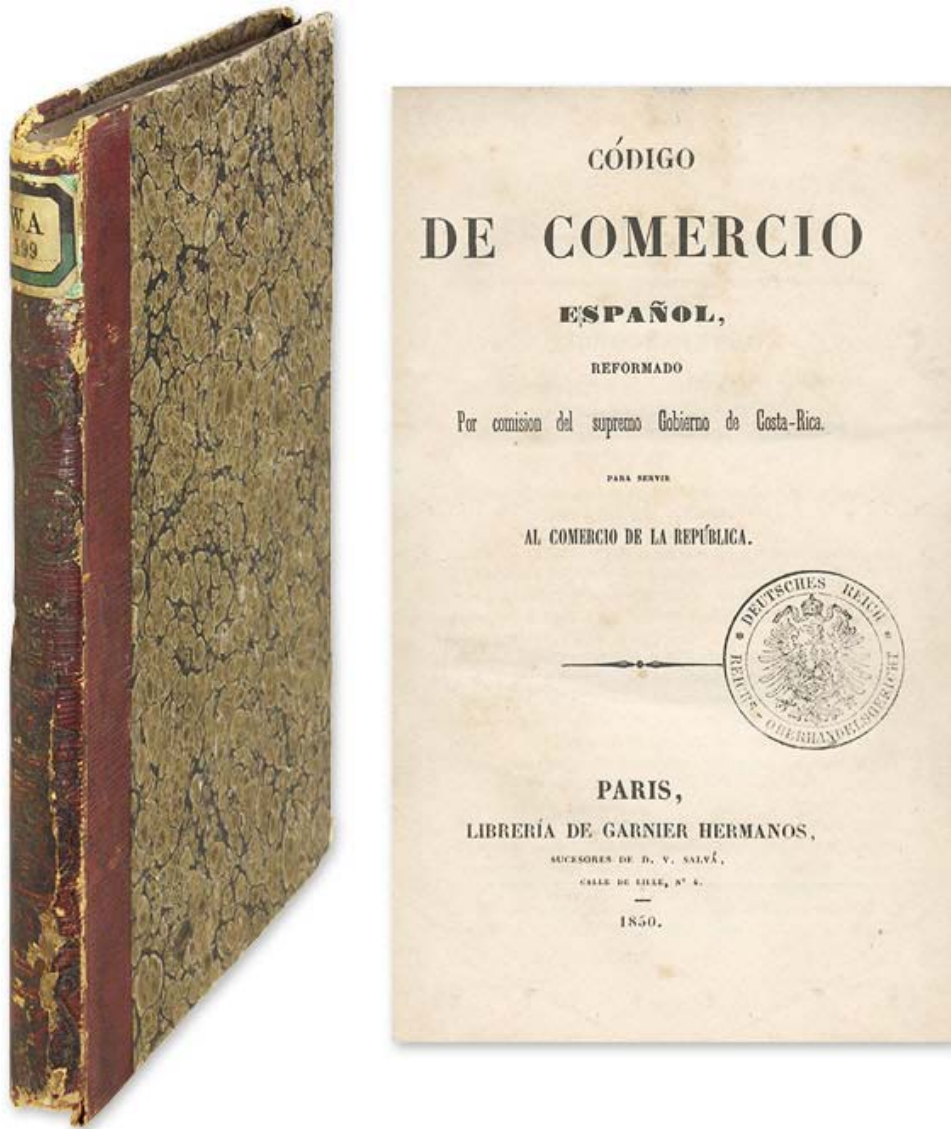 W.A
199
CÓDIGO
DE COMERCIO
ESPAÑOL,
REFORMADO
Por comision del supremo Gobierno de Costa-Rica.
PARA SERVIR
AL COMERCIO DE LA REPÚBLICA.
* DEUTSCHES REICH *
REICHS-OBERHANDELSGERICHT
PARIS,
LIBRERÍA DE GARNIER HERMANOS,
SUCESORES DE D. V. SALVÁ,
CALLE DE LILLE, Nº 4.
1850.